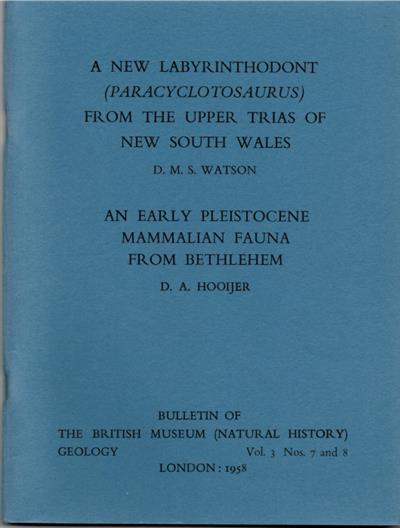 A NEW LABYRINTHODONT
(PARACYCLOTOSAURUS)
FROM THE UPPER TRIAS OF
NEW SOUTH WALES
D. M. S. WATSON
AN EARLY PLEISTOCENE
MAMMALIAN FAUNA
FROM BETHLEHEM
D. A. HOOIJER
BULLETIN OF
THE BRITISH MUSEUM (NATURAL HISTORY)
GEOLOGY Vol. 3 Nos. 7 and 8
LONDON : 1958